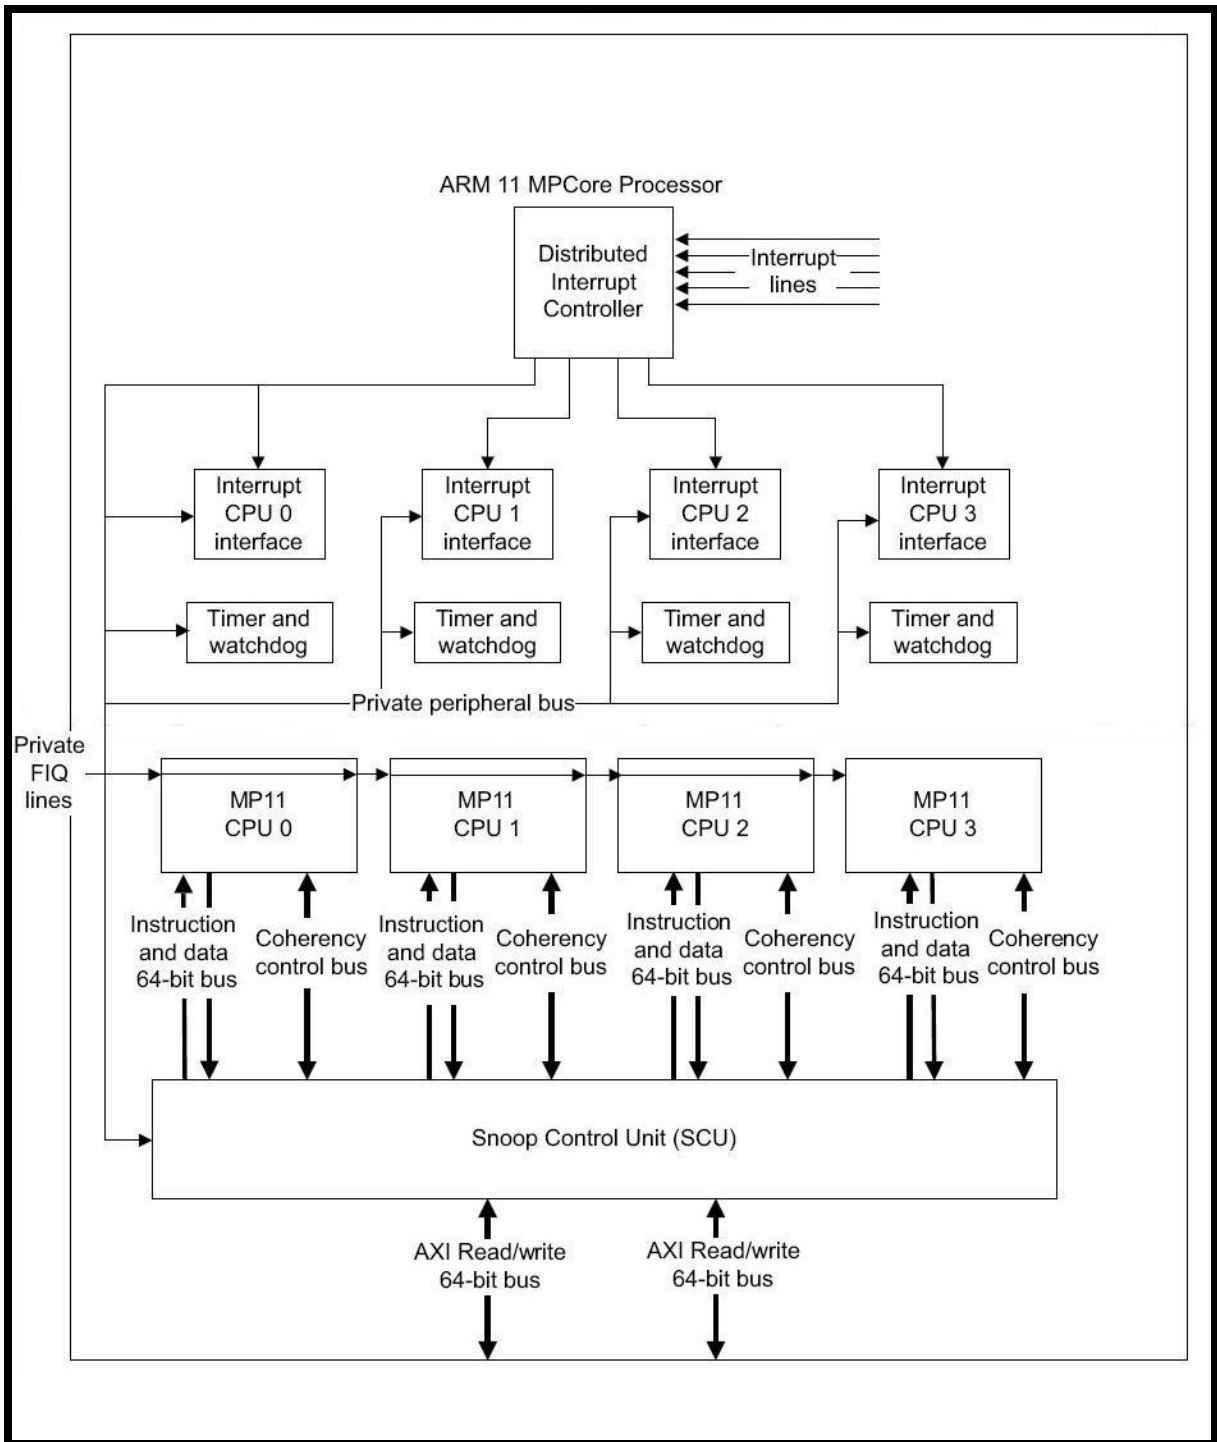 ARM 11 MPCore Processor
Distributed
Interrupt
Controller
Interrupt
lines
Interrupt
CPU 0
interface
Interrupt
CPU 1
interface
Interrupt
CPU 2
interface
Interrupt
CPU 3
interface
Timer and
watchdog
Timer and
watchdog
Timer and
watchdog
Timer and
watchdog
Private peripheral bus
Private
FIQ
lines
MP11
CPU 0
MP11
CPU 1
MP11
CPU 2
MP11
CPU 3
Instruction
and data
64-bit bus
Coherency
control bus
Instruction
and data
64-bit bus
Coherency
control bus
Instruction
and data
64-bit bus
Coherency
control bus
Instruction
and data
64-bit bus
Coherency
control bus
Snoop Control Unit (SCU)
AXI Read/write
64-bit bus
AXI Read/write
64-bit bus